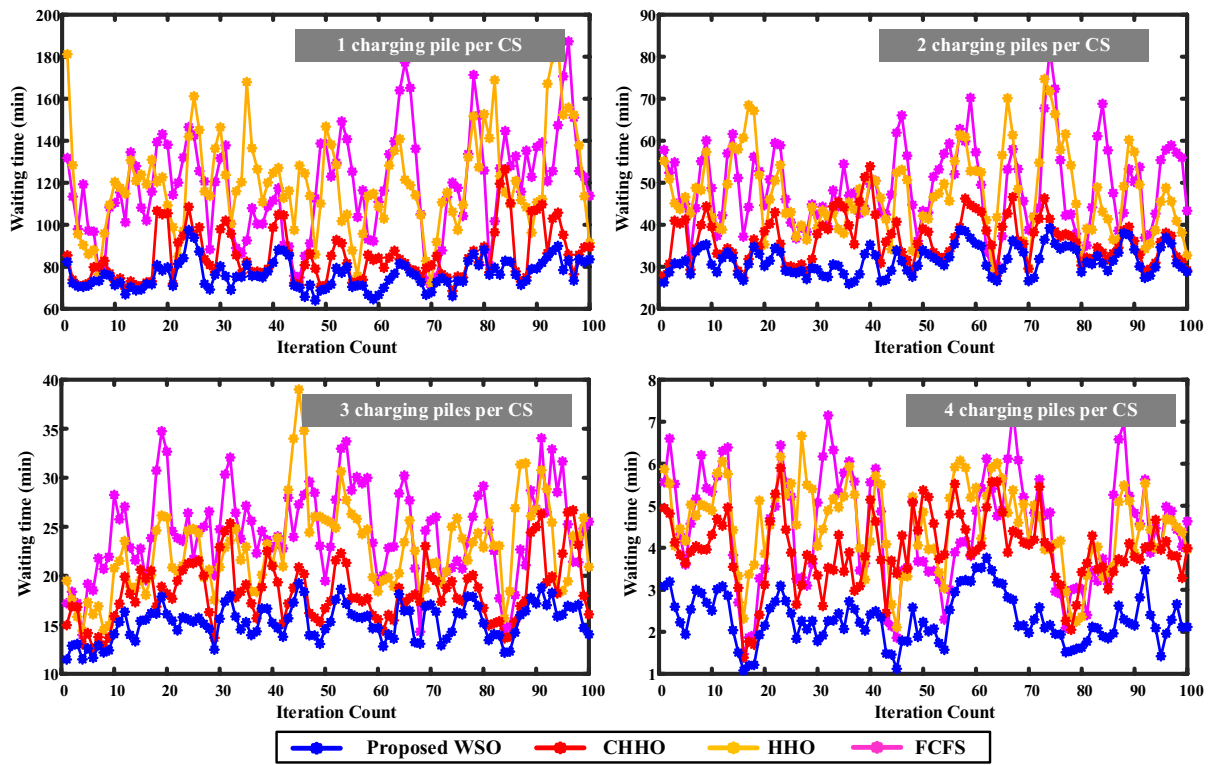 1 charging pile per CS
200
180
160
140
120
100
80
60
Waiting time (min)
0 10 20 30 40 50 60 70 80 90 100
Iteration Count
2 charging piles per CS
90
80
70
60
50
40
30
20
Waiting time (min)
0 10 20 30 40 50 60 70 80 90 100
Iteration Count
3 charging piles per CS
40
35
30
25
20
15
10
Waiting time (min)
0 10 20 30 40 50 60 70 80 90 100
Iteration Count
4 charging piles per CS
8
7
6
5
4
3
2
1
Waiting time (min)
0 10 20 30 40 50 60 70 80 90 100
Iteration Count
Proposed WSO CHHO HHO FCFS